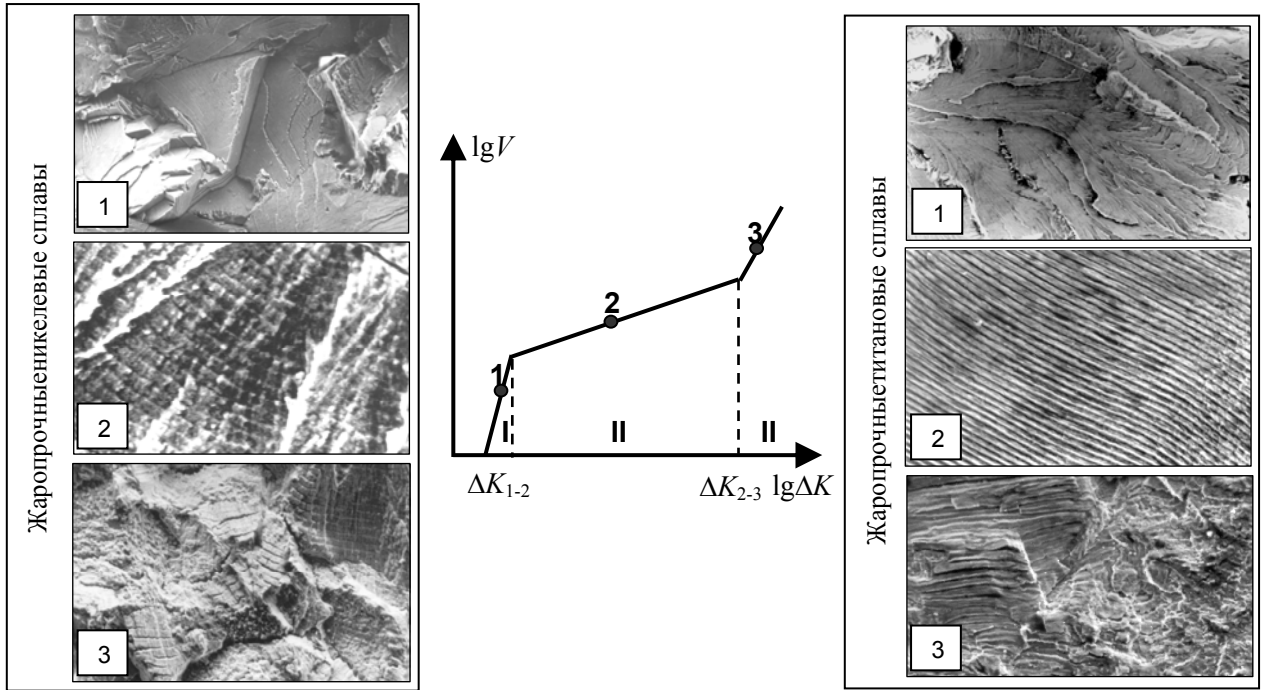 Жаропрочныеникелевые сплавы
1
2
3
lgV
1
2
3
I
II
II
ΔK1-2
ΔK2-3
lgΔK
Жаропрочныетитановые сплавы
1
2
3